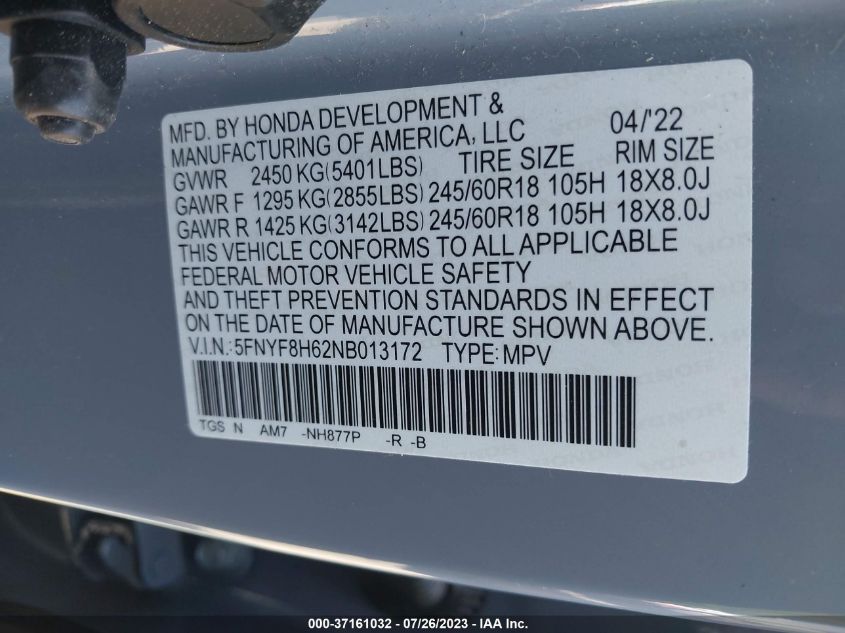 MFD. BY HONDA DEVELOPMENT &
MANUFACTURING OF AMERICA, LLC 04/'22
GVWR 2450 KG(5401LBS) TIRE SIZE RIM SIZE
GAWR F 1295 KG(2855LBS) 245/60R18 105H 18X8.0J
GAWR R 1425 KG(3142LBS) 245/60R18 105H 18X8.0J
THIS VEHICLE CONFORMS TO ALL APPLICABLE
FEDERAL MOTOR VEHICLE SAFETY
AND THEFT PREVENTION STANDARDS IN EFFECT
ON THE DATE OF MANUFACTURE SHOWN ABOVE.
V.I.N.:5FNYF8H62NB013172 TYPE:MPV
TGS N AM7 -NH877P -R -B
000-37161032 - 07/26/2023 - IAA Inc.